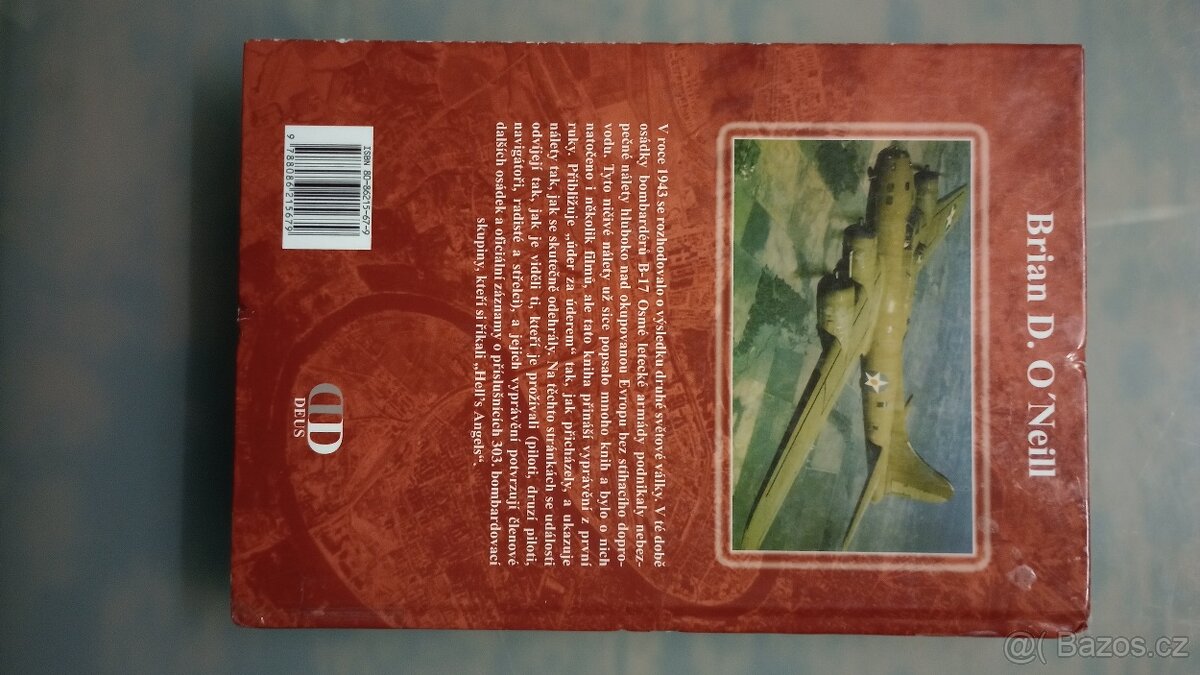 Brian D. O´Neill
V roce 1943 se rozhodovalo o výsledku druhé světové války. V té době
osádky bombardérů B-17 Osmé letecké armády podnikaly nebez-
pečné nálety hluboko nad okupovanou Evropu bez stíhacího dopro-
vodu. Tyto ničivé nálety už sice popsalo mnoho knih a bylo o nich
natočeno i několik filmů, ale tato kniha přináší vyprávění z první
ruky. Přibližuje „úder za úderem“ tak, jak přicházely, a ukazuje
nálety tak, jak se skutečně odehrály. Na těchto stránkách se události
odvíjejí tak, jak je viděli ti, kteří je prožívali (piloti, druzí piloti,
navigátoři, radisté a střelci), a jejich vyprávění potvrzují členové
dalších osádek a oficiální záznamy o příslušnících 303. bombardovací
skupiny, kteří si říkali „Hell's Angels“.
ISBN 80-86215-67-9
9 788086 215679
D
DEUS
@ Bazos.cz